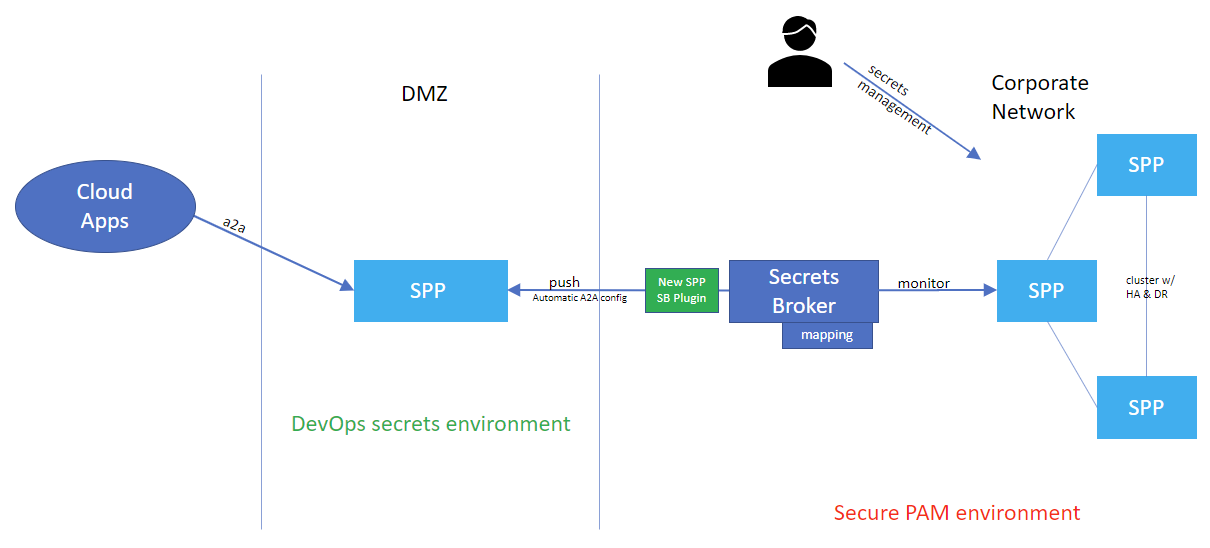 secrets
management
Corporate
Network
DMZ
SPP
Cloud
Apps
a2a
SPP
push
Automatic A2A config
New SPP
SB Plugin
Secrets
Broker
mapping
monitor
SPP
cluster w/
HA & DR
SPP
DevOps secrets environment
Secure PAM environment